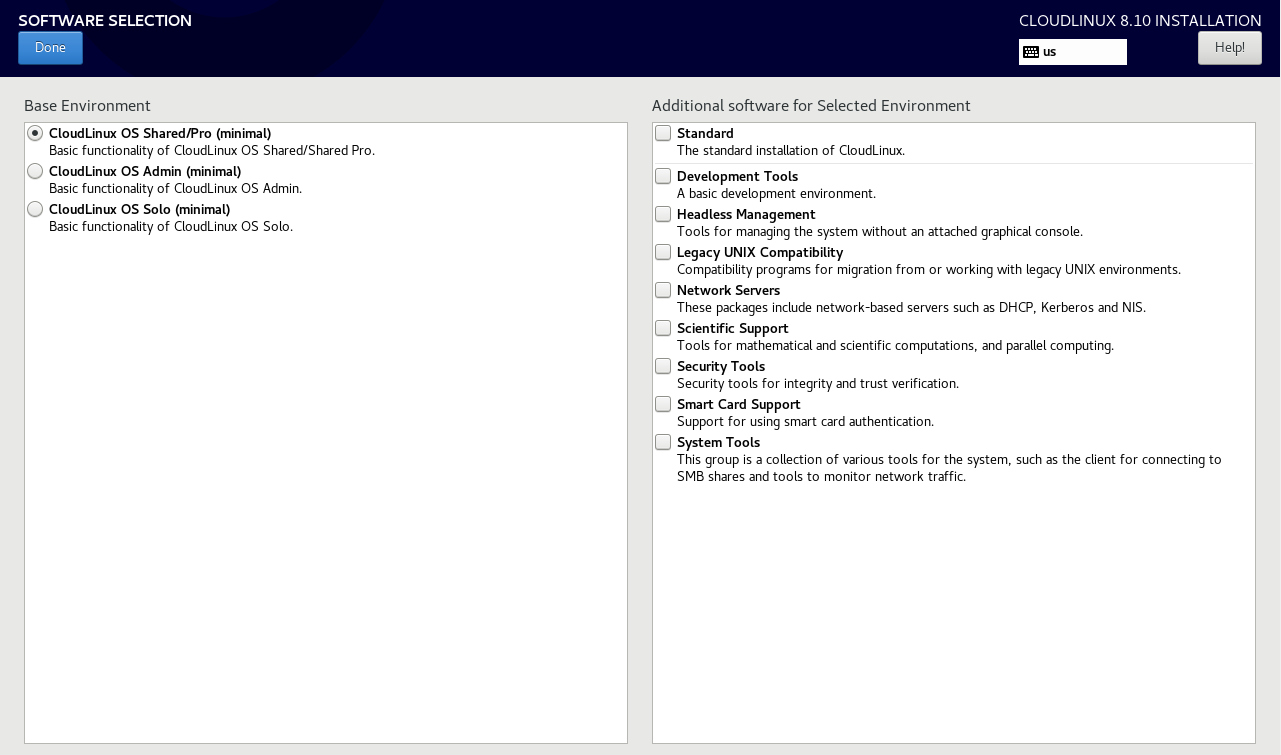 SOFTWARE SELECTION
CLOUDLINUX 8.10 INSTALLATION
Done
us
Help!
Base Environment
CloudLinux OS Shared/Pro (minimal)
Basic functionality of CloudLinux OS Shared/Shared Pro.
CloudLinux OS Admin (minimal)
Basic functionality of CloudLinux OS Admin.
CloudLinux OS Solo (minimal)
Basic functionality of CloudLinux OS Solo.
Additional software for Selected Environment
Standard
The standard installation of CloudLinux.
Development Tools
A basic development environment.
Headless Management
Tools for managing the system without an attached graphical console.
Legacy UNIX Compatibility
Compatibility programs for migration from or working with legacy UNIX environments.
Network Servers
These packages include network-based servers such as DHCP, Kerberos and NIS.
Scientific Support
Tools for mathematical and scientific computations, and parallel computing.
Security Tools
Security tools for integrity and trust verification.
Smart Card Support
Support for using smart card authentication.
System Tools
This group is a collection of various tools for the system, such as the client for connecting to
SMB shares and tools to monitor network traffic.